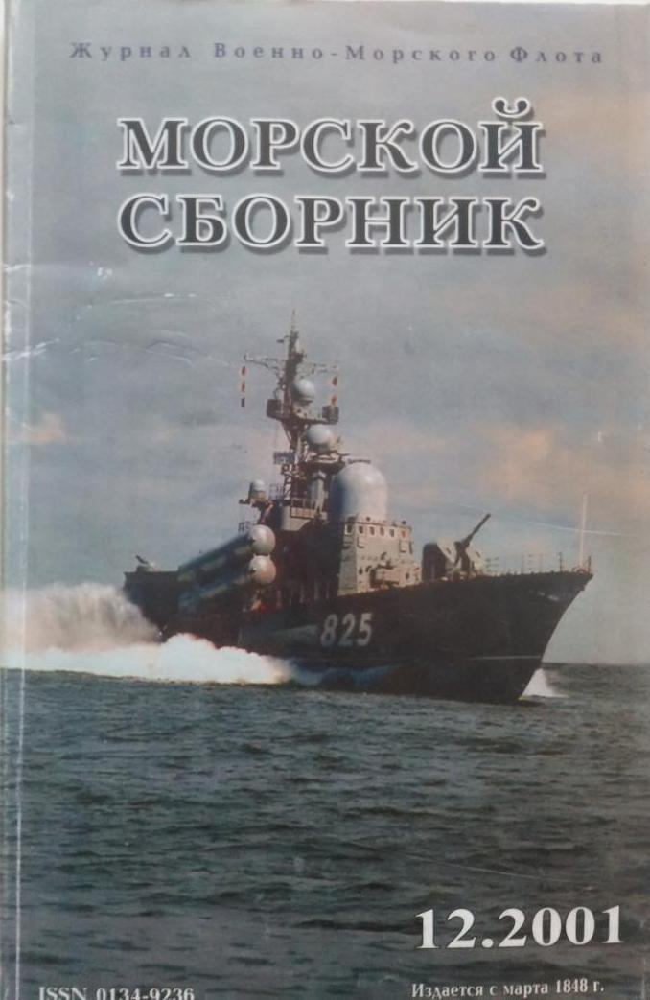 Журнал Военно-Морского Флота
МОРСКОЙ
СБОРНИК
825
12.2001
ISSN 0134-9236
Издается с марта 1848 г.